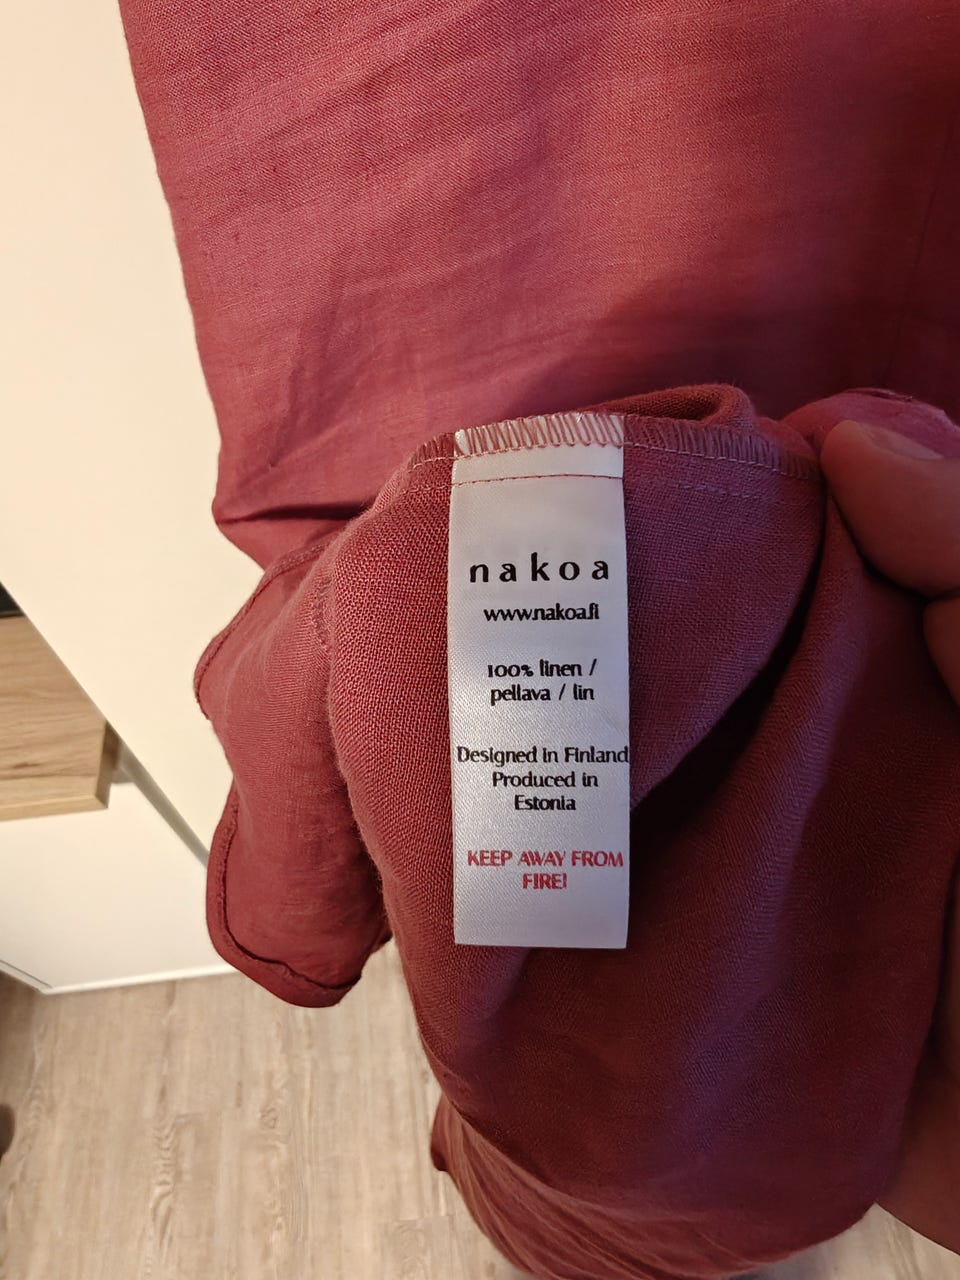 nakoa
www.nakoa.fi
100% linen /
pellava / lin
Designed in Finland
Produced in
Estonia
KEEP AWAY FROM
FIRE!